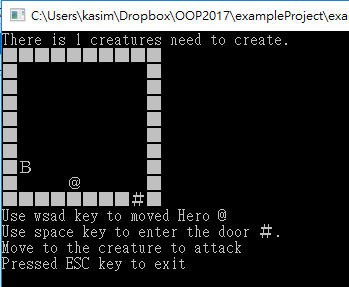 C:\Users\kasim\Dropbox\OOP2017\exampleProject\exa
There is 1 creatures need to create.
B
@
#
Use wsad key to moved Hero @
Use space key to enter the door #.
Move to the creature to attack
Pressed ESC key to exit